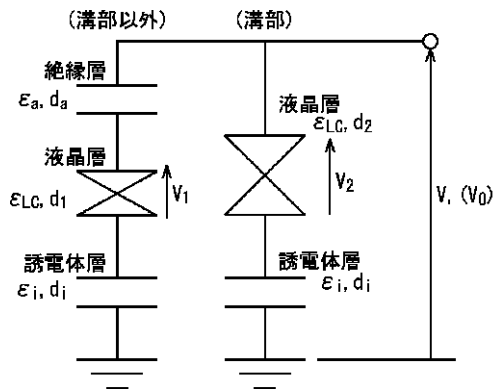 (溝部以外)
絶縁層
εa, da
液晶層
εLC, d1
V1
誘電体層
εi, di
(溝部)
液晶層
εLC, d2
V2
誘電体層
εi, di
V, (V0)